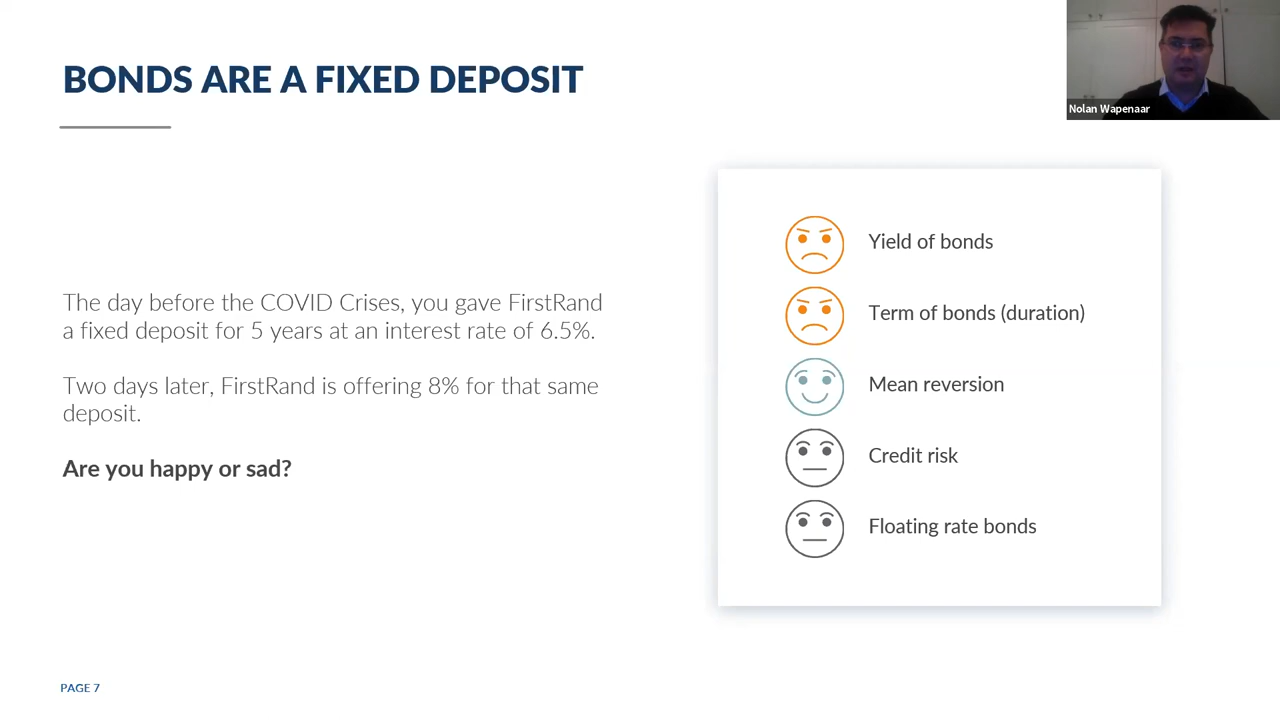 BONDS ARE A FIXED DEPOSIT
Nolan Wapenaar
The day before the COVID Crises, you gave FirstRand
a fixed deposit for 5 years at an interest rate of 6.5%.
Two days later, FirstRand is offering 8% for that same
deposit.
Are you happy or sad?
Yield of bonds
Term of bonds (duration)
Mean reversion
Credit risk
Floating rate bonds
PAGE 7